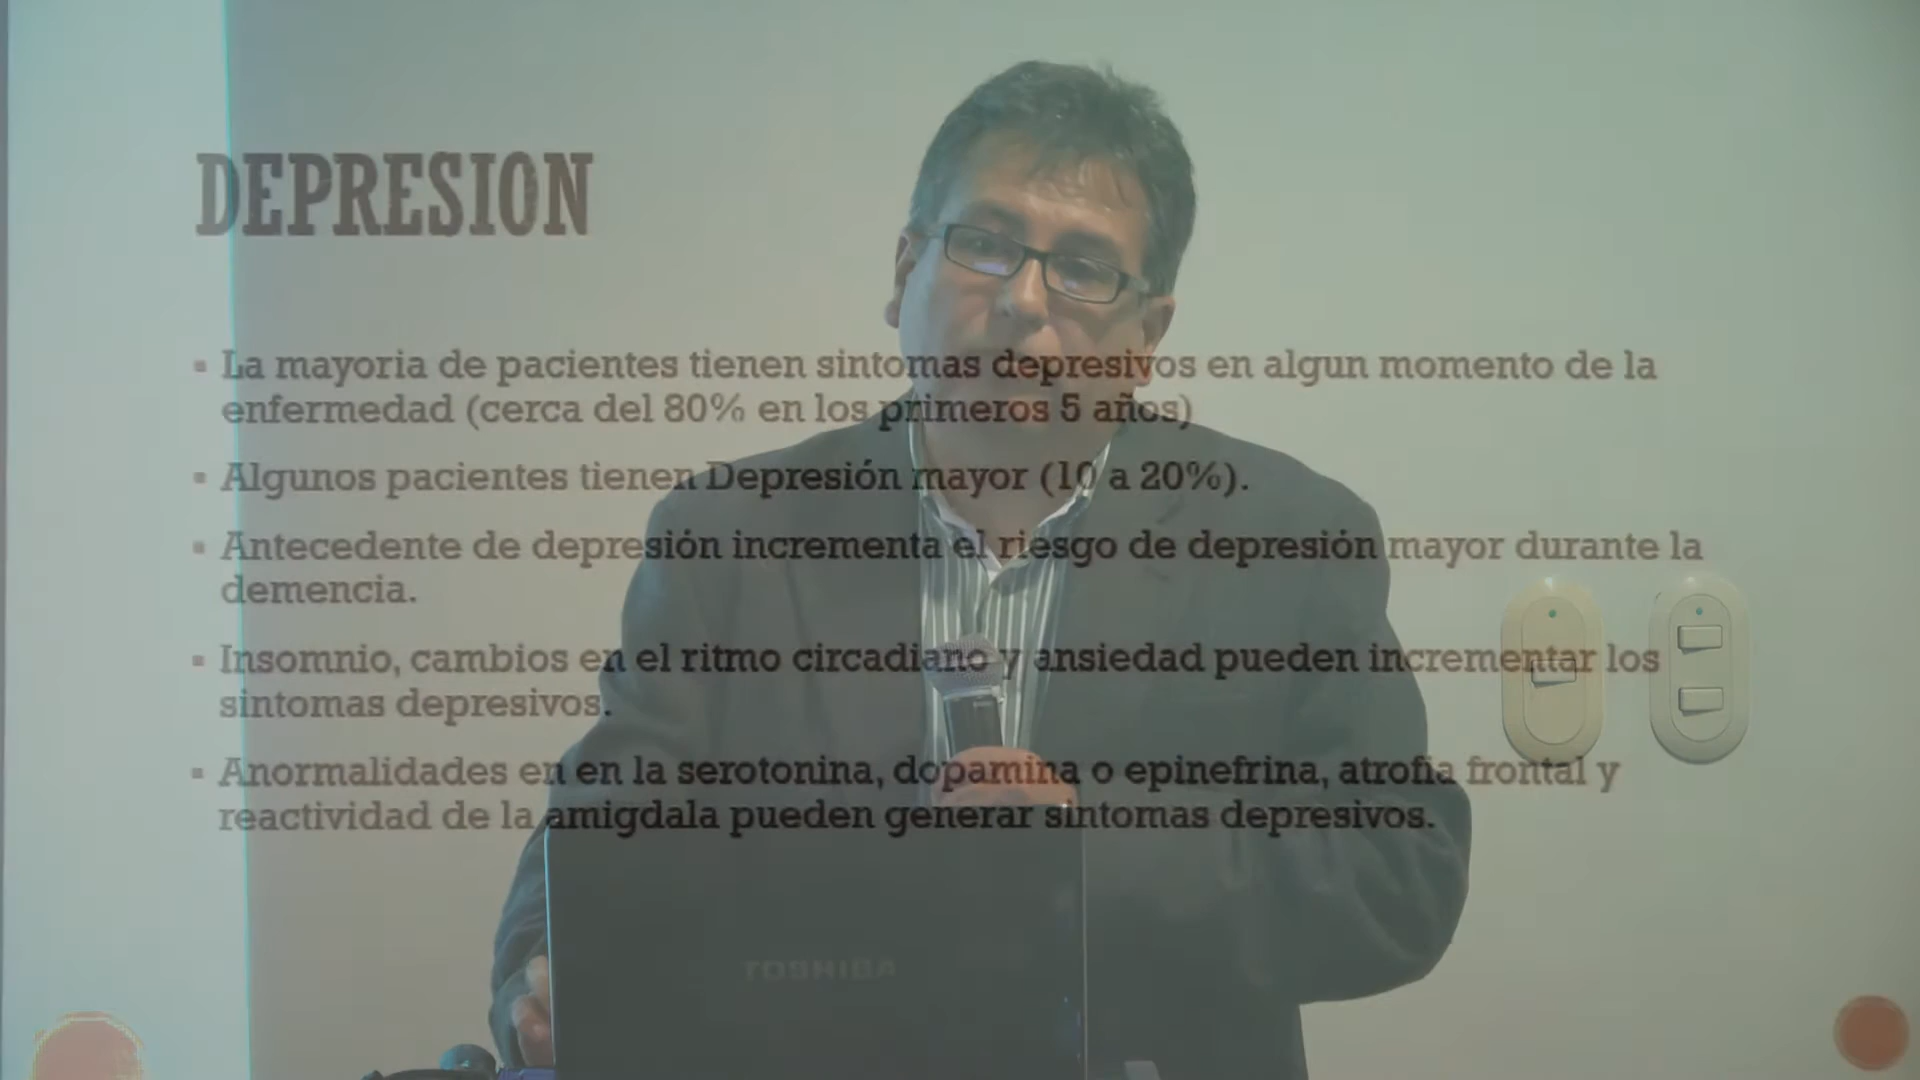 DEPRESION
▪ La mayoria de pacientes tienen sintomas depresivos en algun momento de la
enfermedad (cerca del 80% en los primeros 5 años)
▪ Algunos pacientes tienen Depresión mayor (10 a 20%).
▪ Antecedente de depresión incrementa el riesgo de depresión mayor durante la
demencia.
▪ Insomnio, cambios en el ritmo circadiano y ansiedad pueden incrementar los
sintomas depresivos.
▪ Anormalidades en en la serotonina, dopamina o epinefrina, atrofia frontal y
reactividad de la amigdala pueden generar sintomas depresivos.
TOSHIBA